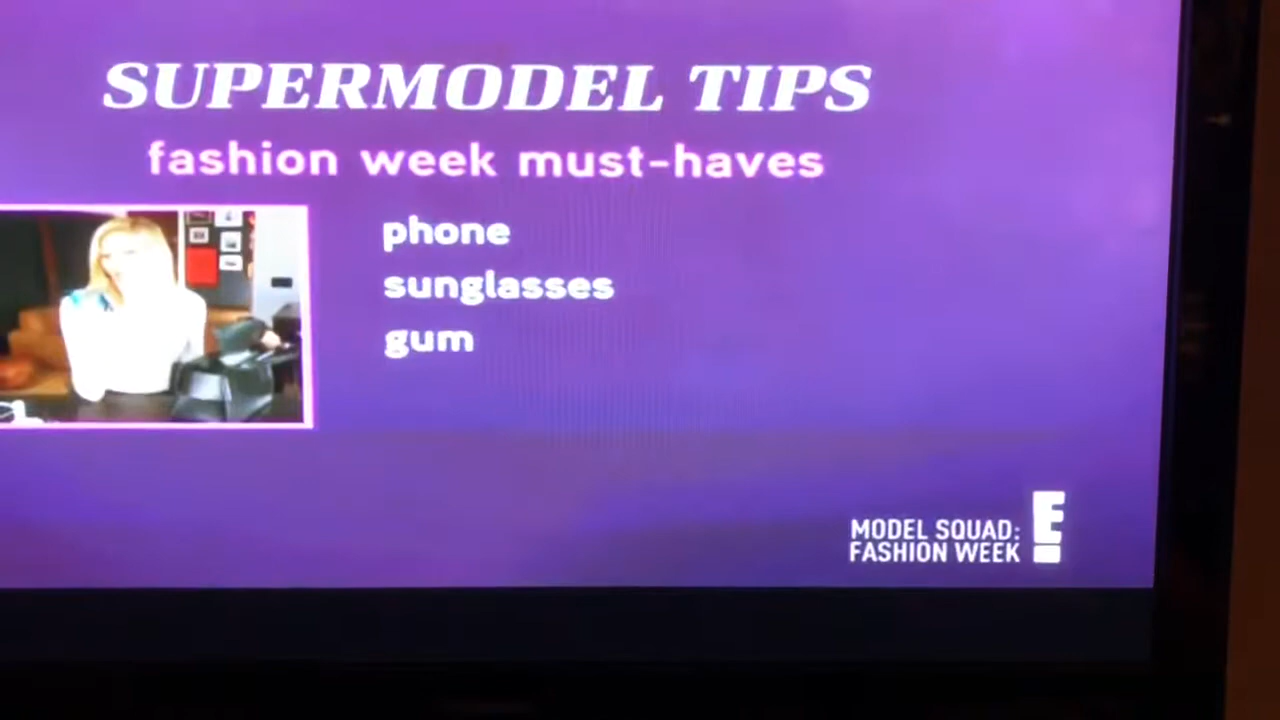 SUPERMODEL TIPS
fashion week must-haves
phone
sunglasses
gum
MODEL SQUAD:
FASHION WEEK
E!